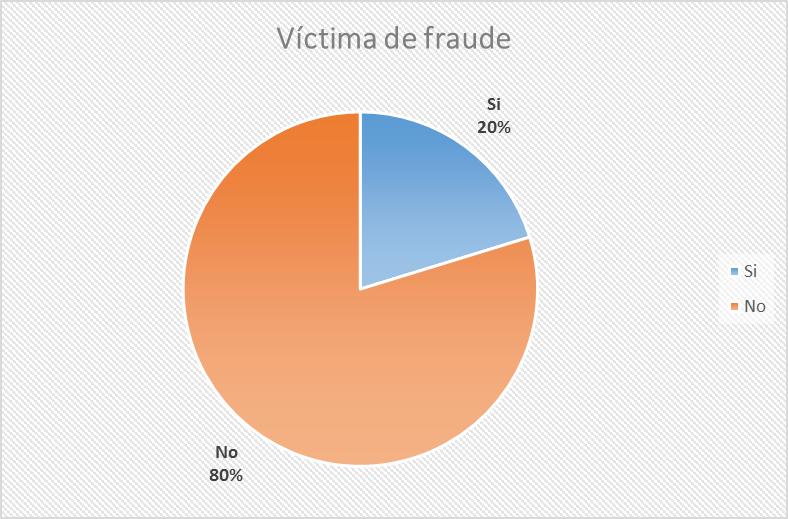 Víctima de fraude
Si
20%
No
80%
Si
No